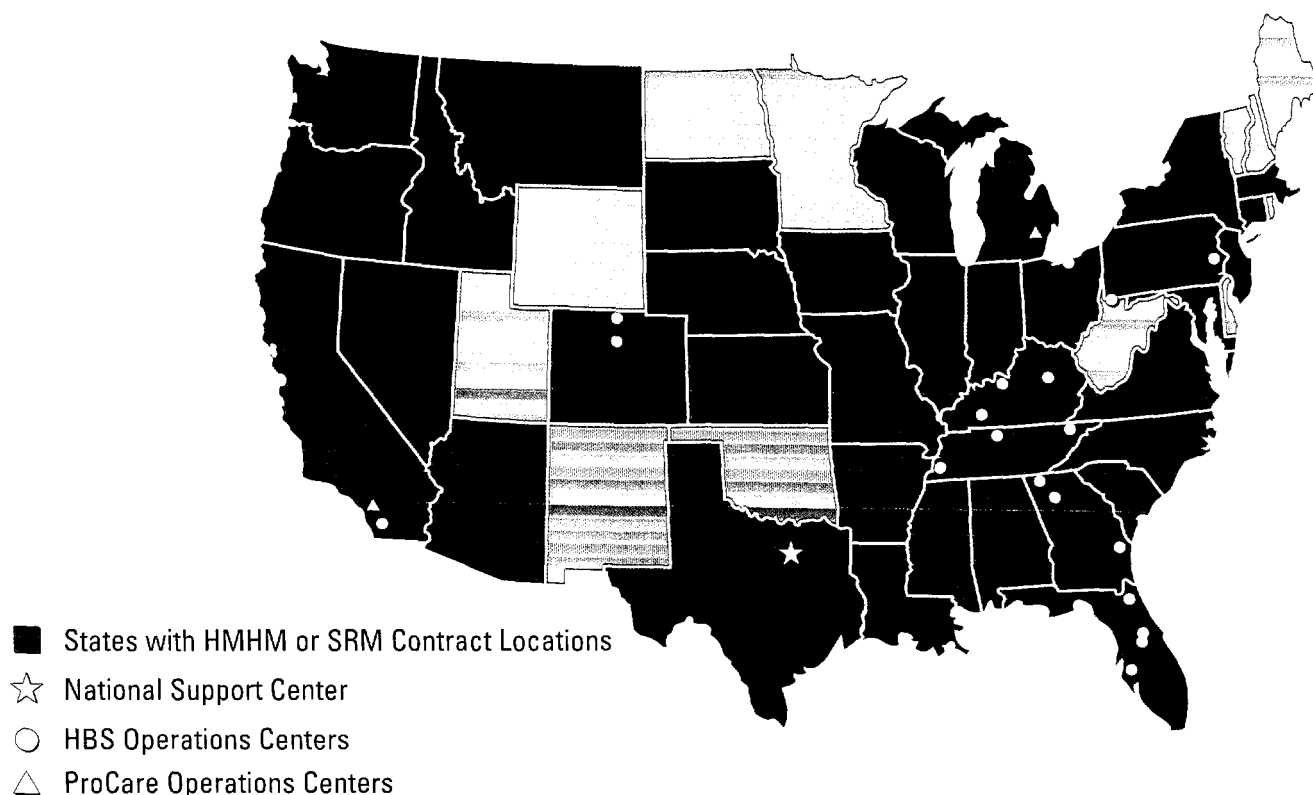 States with HMHM or SRM Contract Locations
National Support Center
HBS Operations Centers
ProCare Operations Centers